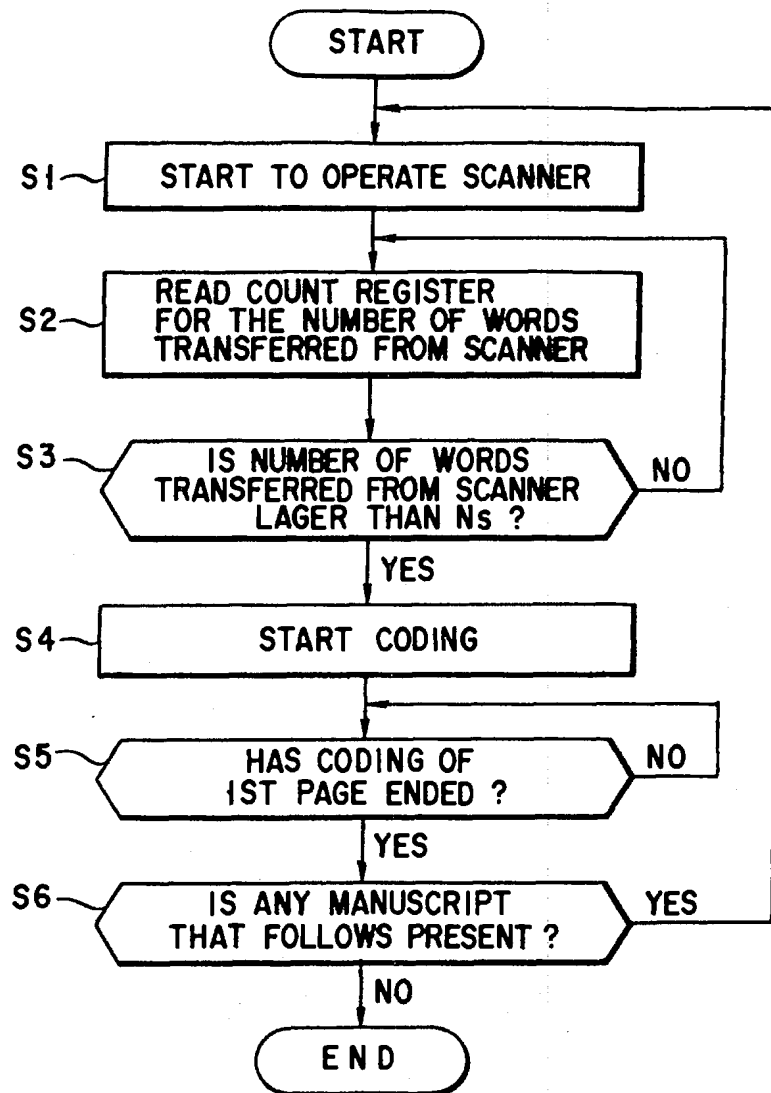 START
S1 START TO OPERATE SCANNER
S2 READ COUNT REGISTER
FOR THE NUMBER OF WORDS
TRANSFERRED FROM SCANNER
S3 IS NUMBER OF WORDS
TRANSFERRED FROM SCANNER
LAGER THAN Ns ?
NO
YES
S4 START CODING
S5 HAS CODING OF
1ST PAGE ENDED ?
NO
YES
S6 IS ANY MANUSCRIPT
THAT FOLLOWS PRESENT ?
YES
NO
END